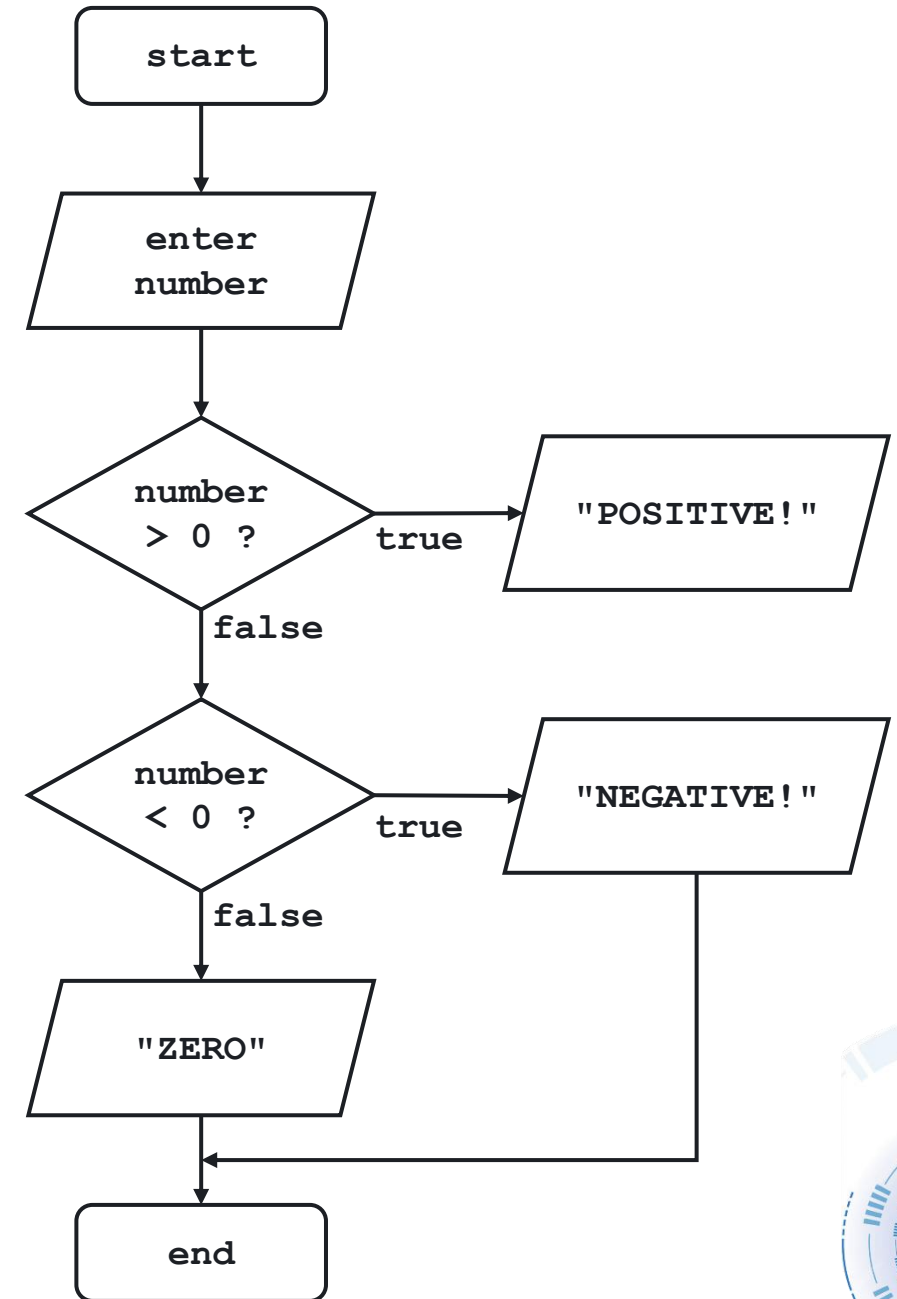 start
enter
number
number
> 0 ?
true
"POSITIVE!"
false
number
< 0 ?
true
"NEGATIVE!"
false
"ZERO"
end